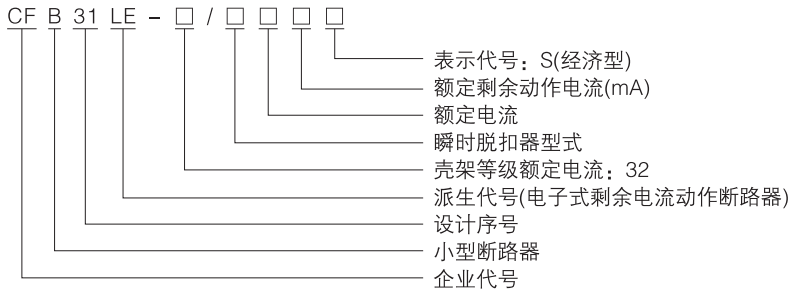 CF B 31 LE - □ / □ □ □ □
表示代号：S(经济型)
额定剩余动作电流(mA)
额定电流
瞬时脱扣器型式
壳架等级额定电流：32
派生代号(电子式剩余电流动作断路器)
设计序号
小型断路器
企业代号